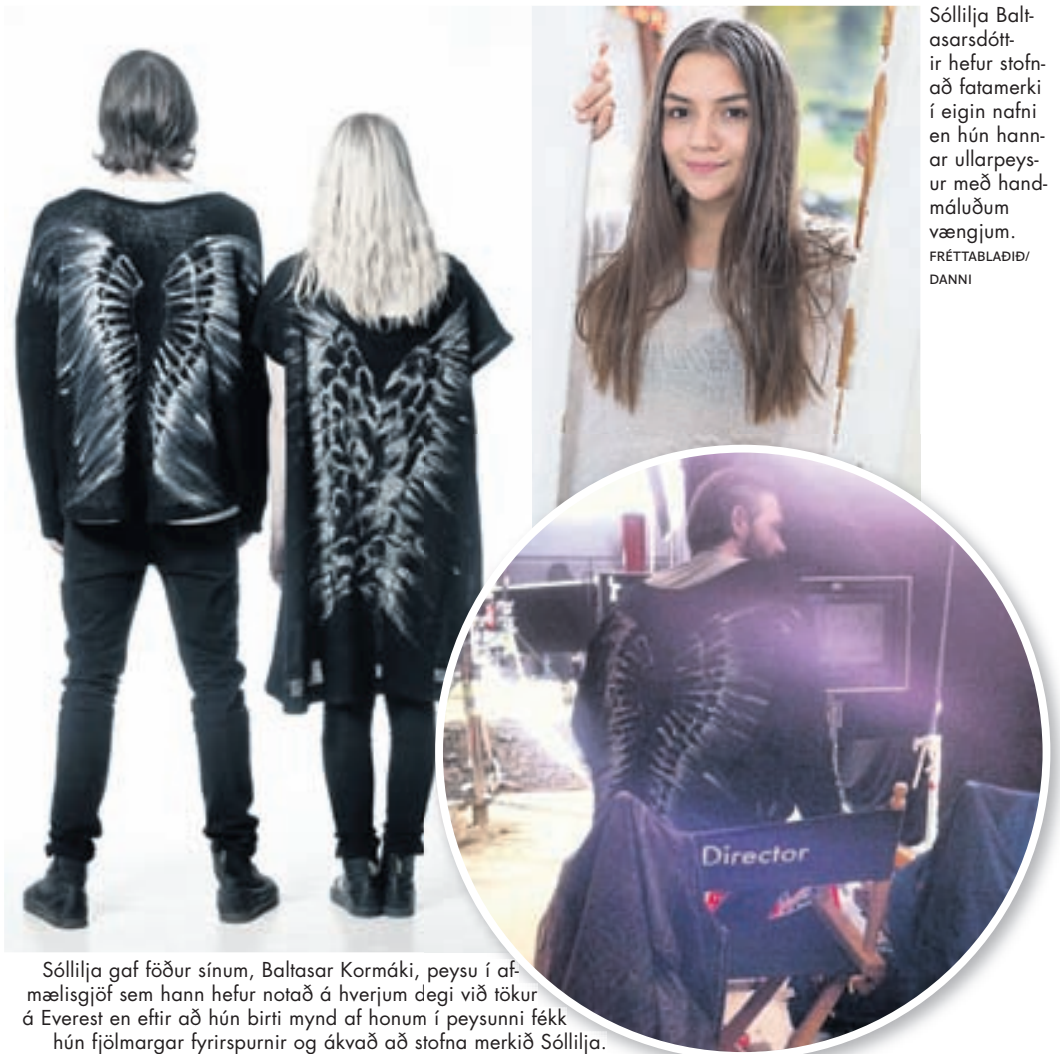 Sóllilja Balt-
asarsdótt-
ir hefur stofn-
að fatamerki
í eigin nafni
en hún hann-
ar ullarpeys-
ur með hand-
máluðum
vængjum.
FRÉTTABLAÐIÐ/
DANNI
Director
Sóllilja gaf föður sínum, Baltasar Kormáki, peysu í af-
mælisgjöf sem hann hefur notað á hverjum degi við tökur
á Everest en eftir að hún birti mynd af honum í peysunni fékk
hún fjölmargar fyrirspurnir og ákvað að stofna merkið Sóllilja.